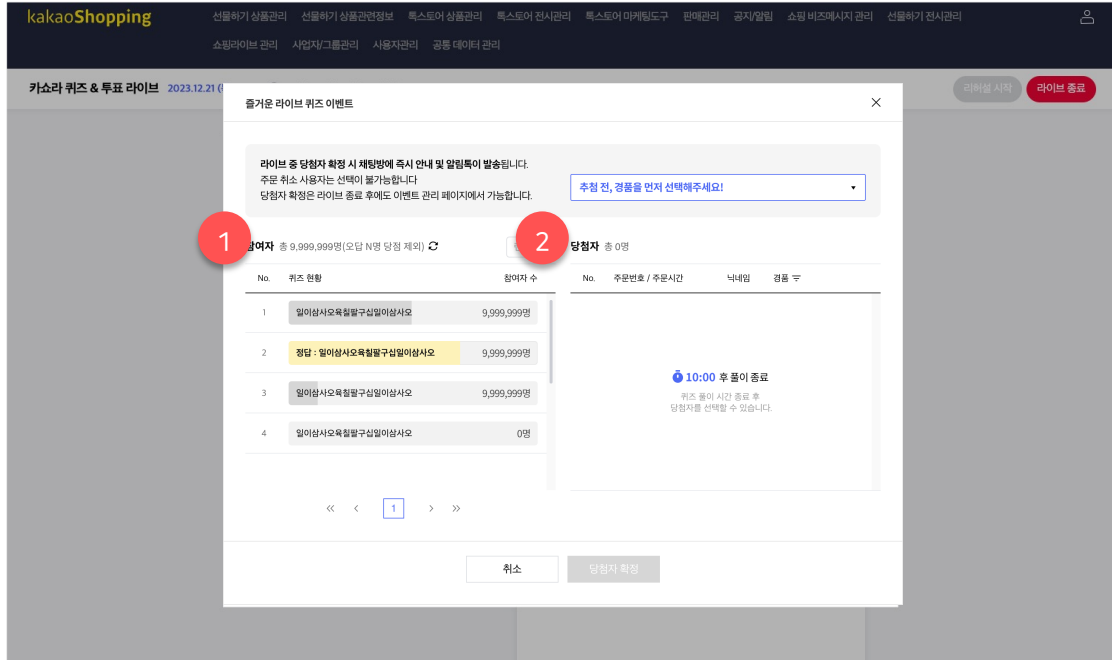 kakaoShopping
선물하기 상품관리 선물하기 상품관련정보 톡스토어 상품관리 톡스토어 전시관리 톡스토어 마케팅도구 판매관리 공지/알림 쇼핑 비즈메시지 관리 선물하기 전시관리
쇼핑라이브 관리 사업자/그룹관리 사용자관리 공통 데이터 관리
카쇼라 퀴즈 & 투표 라이브 2023.12.21
리허설 시작 라이브 종료
즐거운 라이브 퀴즈 이벤트
라이브 중 당첨자 확정 시 채팅방에 즉시 안내 및 알림톡이 발송됩니다.
주문 취소 사용자는 선택이 불가능합니다
당첨자 확정은 라이브 종료 후에도 이벤트 관리 페이지에서 가능합니다.
추첨 전, 경품을 먼저 선택해주세요!
1 참여자 총 9,999,999명(오답 N명 당점 제외)
2 당첨자 총 0명
No. 퀴즈 현황 참여자 수
No. 주문번호 / 주문시간 닉네임 경품
1 일이삼사오육칠팔구십일이삼사오 9,999,999명
2 정답 : 일이삼사오육칠팔구십일이삼사오 9,999,999명
3 일이삼사오육칠팔구십일이삼사오 9,999,999명
4 일이삼사오육칠팔구십일이삼사오 0명
10:00 후 풀이 종료
퀴즈 풀이 시간 종료 후
당첨자를 선택할 수 있습니다.
1
취소 당첨자 확정